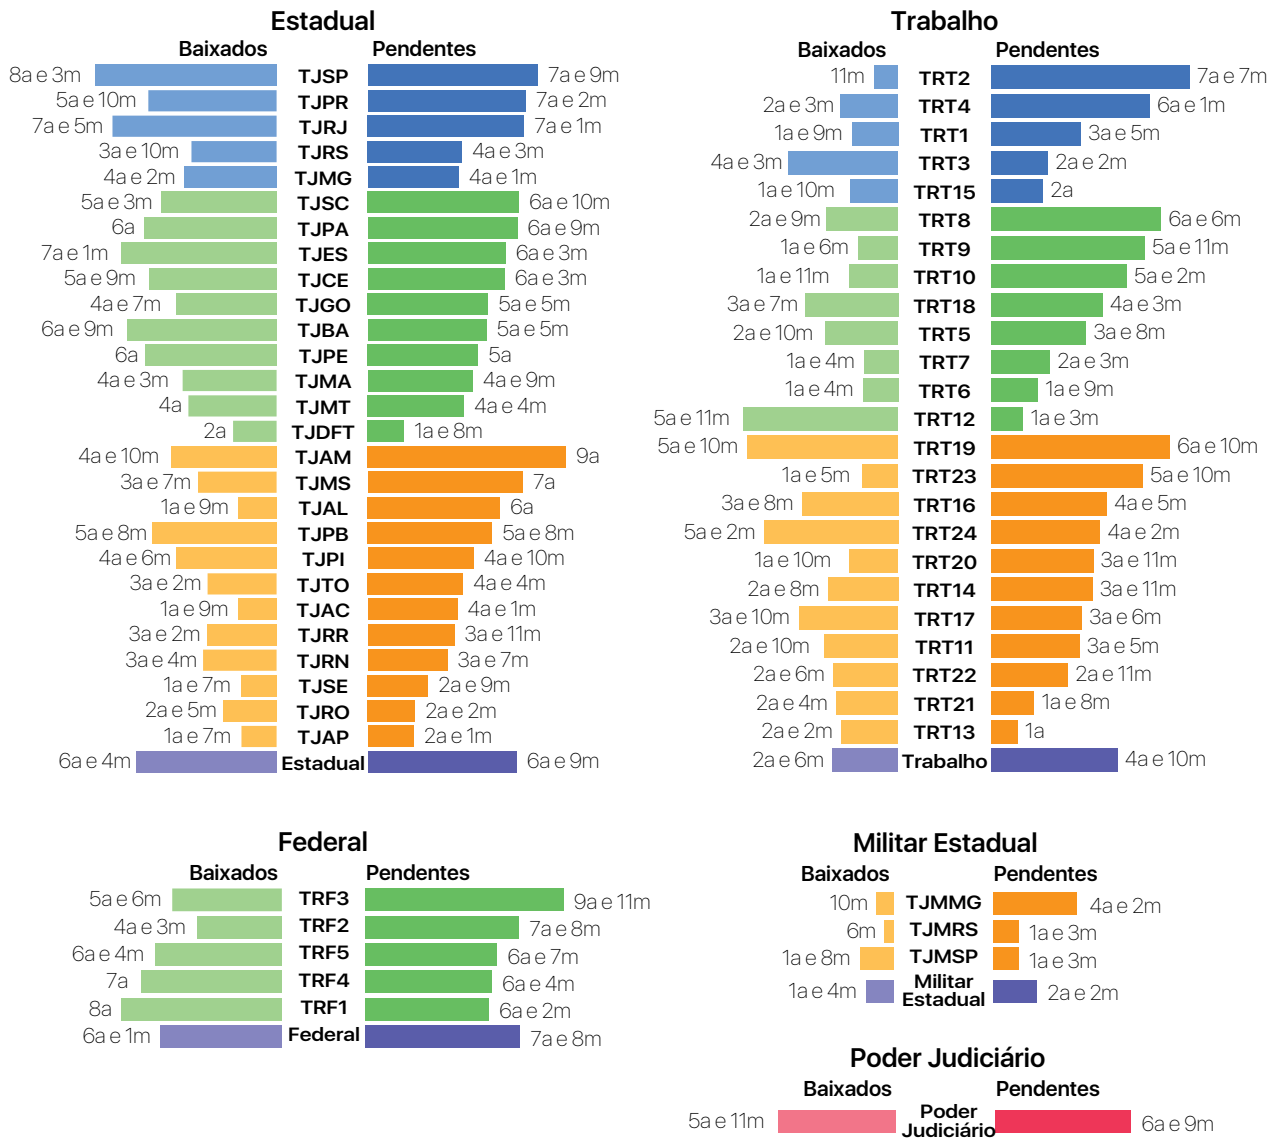 Estadual
Baixados Pendentes
8a e 3m TJSP 7a e 9m
5a e 10m TJPR 7a e 2m
7a e 5m TJRJ 7a e 1m
3a e 10m TJRS 4a e 3m
4a e 2m TJMG 4a e 1m
5a e 3m TJSC 6a e 10m
6a TJPA 6a e 9m
7a e 1m TJES 6a e 3m
5a e 9m TJCE 6a e 3m
4a e 7m TJGO 5a e 5m
6a e 9m TJBA 5a e 5m
6a TJPE 5a
4a e 3m TJMA 4a e 9m
4a TJMT 4a e 4m
2a TJDFT 1a e 8m
4a e 10m TJAM 9a
3a e 7m TJMS 7a
1a e 9m TJAL 6a
5a e 8m TJPB 5a e 8m
4a e 6m TJPI 4a e 10m
3a e 2m TJTO 4a e 4m
1a e 9m TJAC 4a e 1m
3a e 2m TJRR 3a e 11m
3a e 4m TJRN 3a e 7m
1a e 7m TJSE 2a e 9m
2a e 5m TJRO 2a e 2m
1a e 7m TJAP 2a e 1m
6a e 4m Estadual 6a e 9m
Trabalho
Baixados Pendentes
11m TRT2 7a e 7m
2a e 3m TRT4 6a e 1m
1a e 9m TRT1 3a e 5m
4a e 3m TRT3 2a e 2m
1a e 10m TRT15 2a
2a e 9m TRT8 6a e 6m
1a e 6m TRT9 5a e 11m
1a e 11m TRT10 5a e 2m
3a e 7m TRT18 4a e 3m
2a e 10m TRT5 3a e 8m
1a e 4m TRT7 2a e 3m
1a e 4m TRT6 1a e 9m
5a e 11m TRT12 1a e 3m
5a e 10m TRT19 6a e 10m
1a e 5m TRT23 5a e 10m
3a e 8m TRT16 4a e 5m
5a e 2m TRT24 4a e 2m
1a e 10m TRT20 3a e 11m
2a e 8m TRT14 3a e 11m
3a e 10m TRT17 3a e 6m
2a e 10m TRT11 3a e 5m
2a e 6m TRT22 2a e 11m
2a e 4m TRT21 1a e 8m
2a e 2m TRT13 1a
2a e 6m Trabalho 4a e 10m
Federal
Baixados Pendentes
5a e 6m TRF3 9a e 11m
4a e 3m TRF2 7a e 8m
6a e 4m TRF5 6a e 7m
7a TRF4 6a e 4m
8a TRF1 6a e 2m
6a e 1m Federal 7a e 8m
Militar Estadual
Baixados Pendentes
10m TJMMG 4a e 2m
6m TJMRS 1a e 3m
1a e 8m TJMSP 1a e 3m
Militar
1a e 4m Estadual 2a e 2m
Poder Judiciário
Baixados Pendentes
Poder
5a e 11m Judiciário 6a e 9m